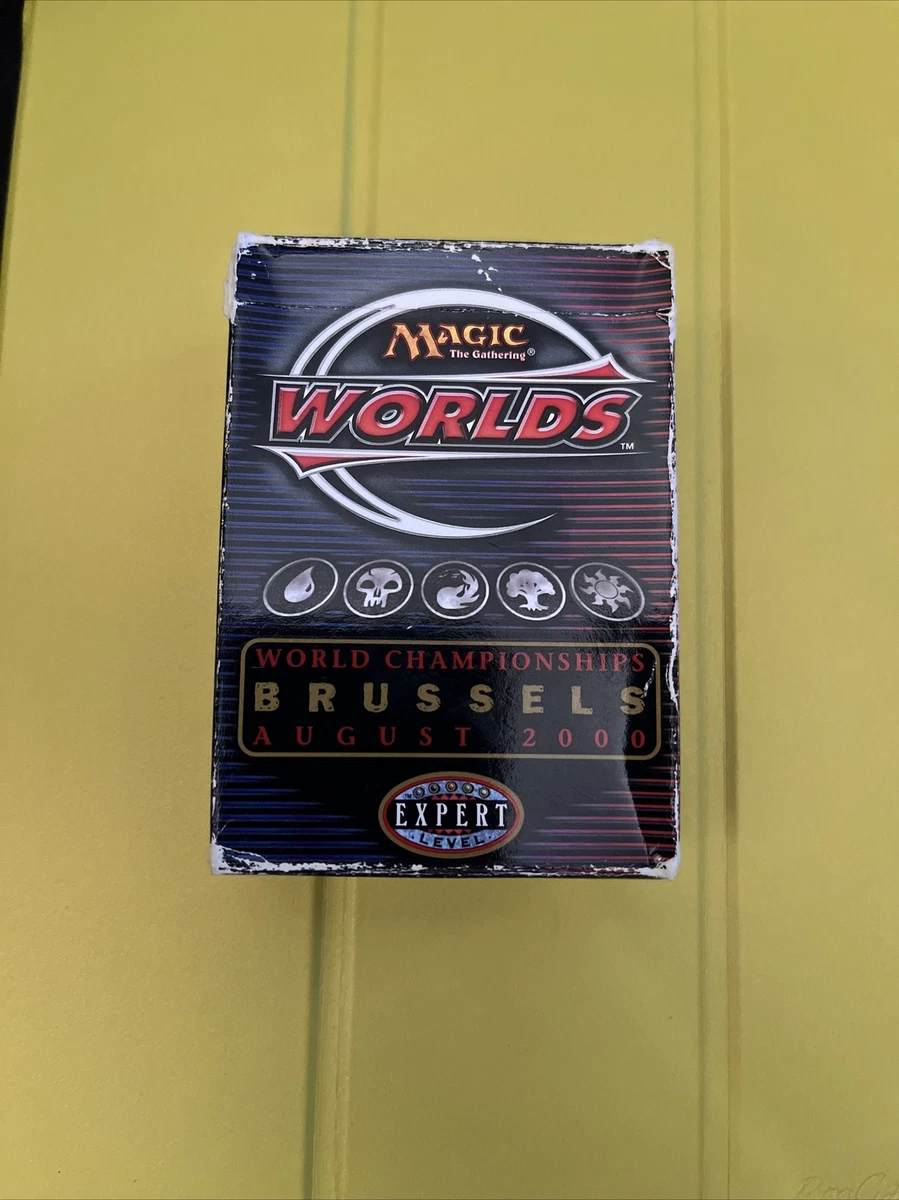 MAGIC
The Gathering®
WORLDS
TM
WORLD CHAMPIONSHIPS
BRUSSELS
AUGUST 2000
EXPERT
LEVEL